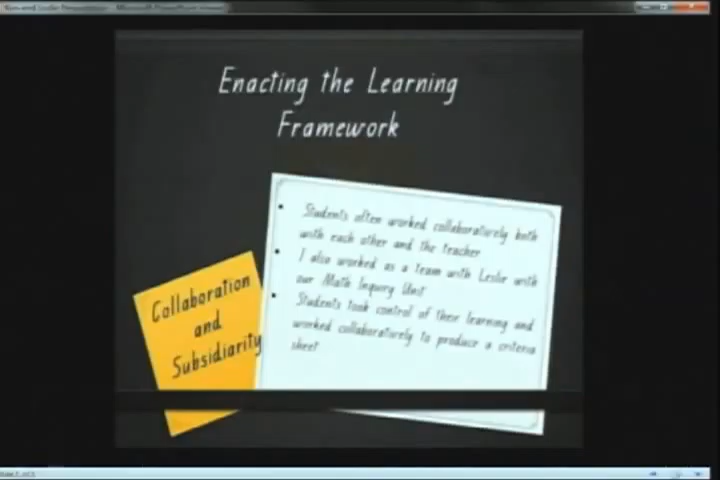 Enacting the Learning
Framework
• Students often worked collaboratively both
with each other and the teacher
• I also worked as a team with Leslie with
our Math Inquiry Unit
• Students took control of their learning and
worked collaboratively to produce a criteria
sheet
Collaboration
and
Subsidiarity